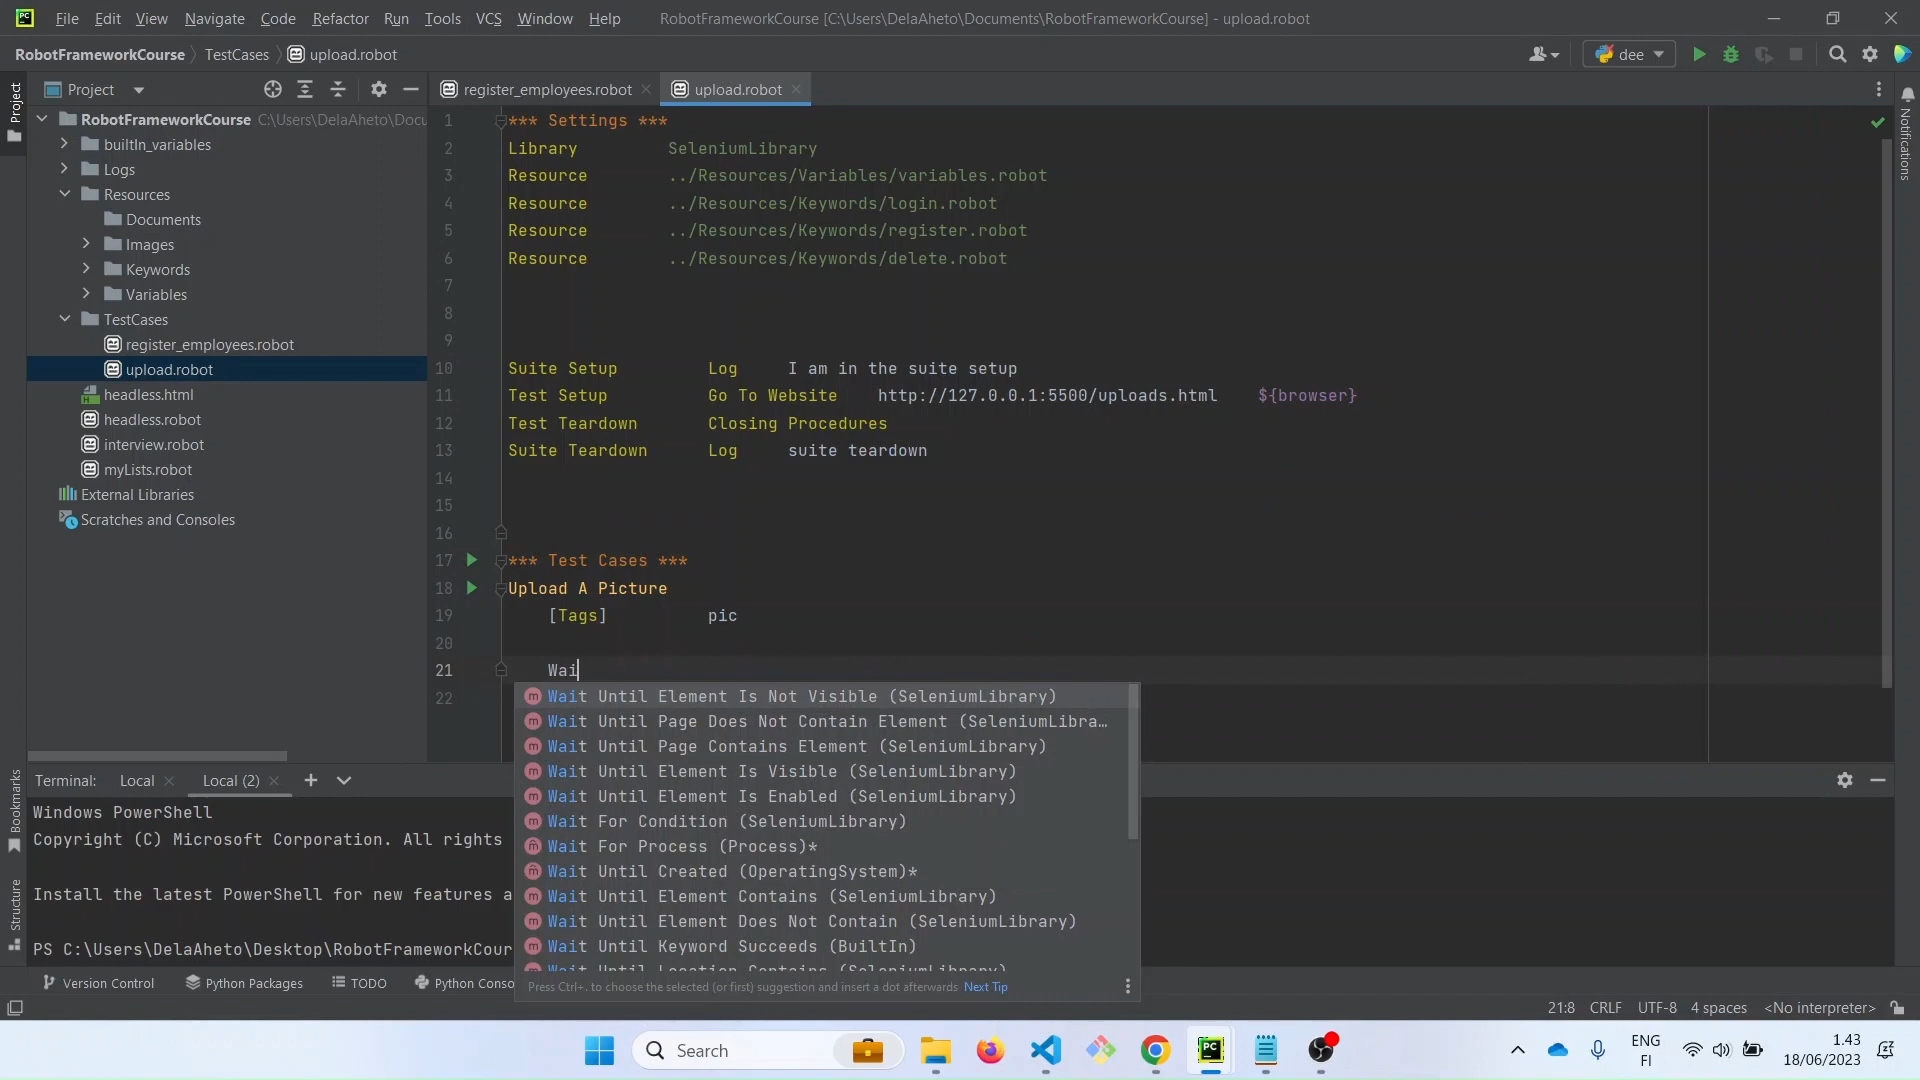 File Edit View Navigate Code Refactor Run Tools VCS Window Help RobotFrameworkCourse [C:\Users\DelaAheto\Documents\RobotFrameworkCourse] - upload.robot
RobotFrameworkCourse TestCases upload.robot dee
Project
Project
register_employees.robot
upload.robot
Notifications
RobotFrameworkCourse C:\Users\DelaAheto\Docu
builtIn_variables
Logs
Resources
Documents
Images
Keywords
Variables
TestCases
register_employees.robot
upload.robot
headless.html
headless.robot
interview.robot
myLists.robot
External Libraries
Scratches and Consoles
1 *** Settings ***
2 Library SeleniumLibrary
3 Resource ../Resources/Variables/variables.robot
4 Resource ../Resources/Keywords/login.robot
5 Resource ../Resources/Keywords/register.robot
6 Resource ../Resources/Keywords/delete.robot
7
8
9
10 Suite Setup Log I am in the suite setup
11 Test Setup Go To Website http://127.0.0.1:5500/uploads.html ${browser}
12 Test Teardown Closing Procedures
13 Suite Teardown Log suite teardown
14
15
16
17 *** Test Cases ***
18 Upload A Picture
19 [Tags] pic
20
21 Wai
22
Wait Until Element Is Not Visible (SeleniumLibrary)
Wait Until Page Does Not Contain Element (SeleniumLibra…
Wait Until Page Contains Element (SeleniumLibrary)
Wait Until Element Is Visible (SeleniumLibrary)
Wait Until Element Is Enabled (SeleniumLibrary)
Wait For Condition (SeleniumLibrary)
Wait For Process (Process)*
Wait Until Created (OperatingSystem)*
Wait Until Element Contains (SeleniumLibrary)
Wait Until Element Does Not Contain (SeleniumLibrary)
Wait Until Keyword Succeeds (BuiltIn)
Wait Until Location Contains (SeleniumLibrary)
Press Ctrl+. to choose the selected (or first) suggestion and insert a dot afterwards Next Tip
Terminal: Local Local (2)
Bookmarks
Structure
Windows PowerShell
Copyright (C) Microsoft Corporation. All rights
Install the latest PowerShell for new features a
PS C:\Users\DelaAheto\Desktop\RobotFrameworkCour
Version Control Python Packages TODO Python Conso
21:8 CRLF UTF-8 4 spaces <No interpreter>
Search
ENG
FI
1.43
18/06/2023